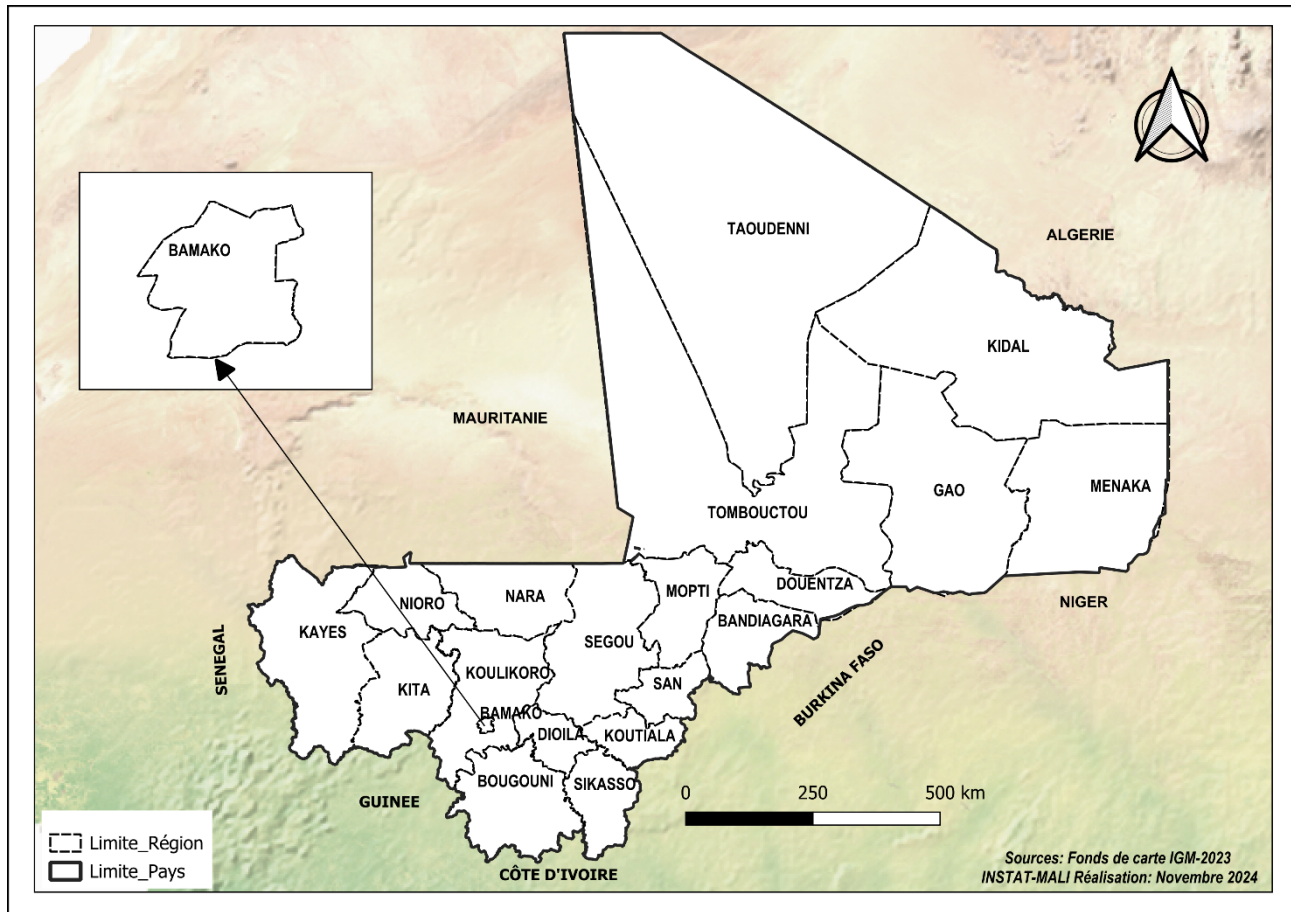 TAOUDENNI
ALGERIE
BAMAKO
KIDAL
MAURITANIE
MENAKA
GAO
TOMBOUCTOU
DOUENTZA
MOPTI
NARA
NIORO
NIGER
BANDIAGARA
KAYES
SEGOU
SENEGAL
KOULIKORO
SAN
KITA
BURKINA FASO
BAMAKO
DIOILA
KOUTIALA
BOUGOUNI
SIKASSO
0 250 500 km
GUINEE
Limite_Région
Limite_Pays
CÔTE D'IVOIRE
Sources: Fonds de carte IGM-2023
INSTAT-MALI Réalisation: Novembre 2024